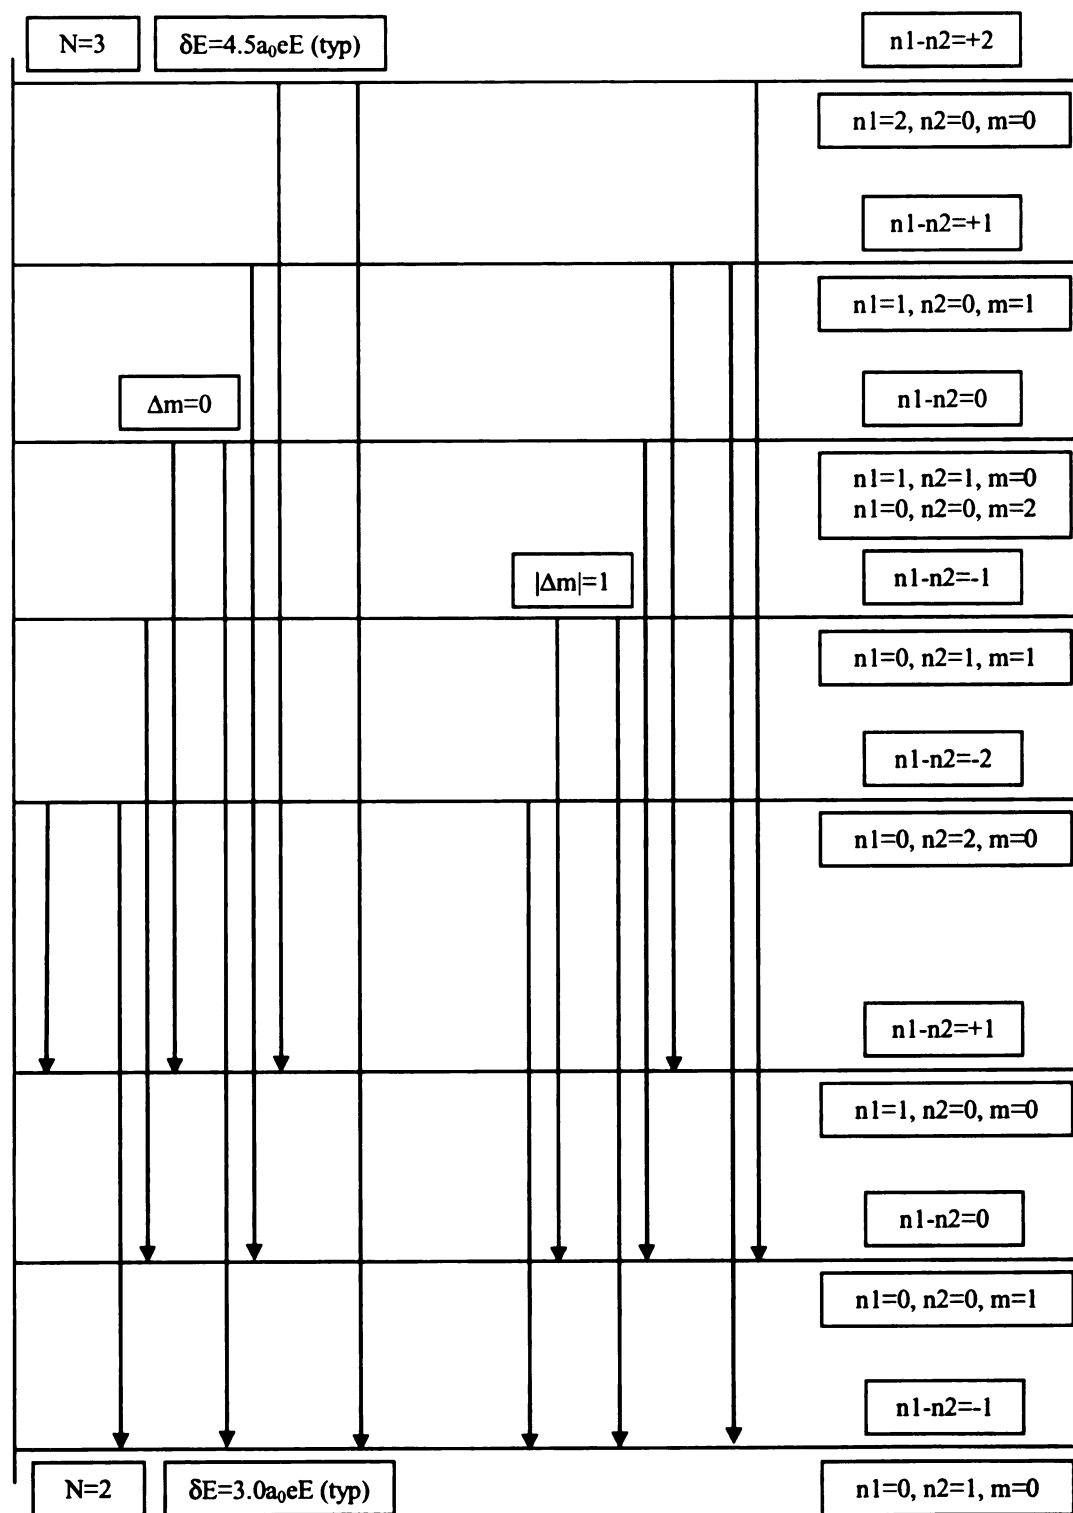 N=3
δE=4.5a₀eE (typ)
n1-n2=+2
n1=2, n2=0, m=0
n1-n2=+1
n1=1, n2=0, m=1
Δm=0
n1-n2=0
n1=1, n2=1, m=0
n1=0, n2=0, m=2
|Δm|=1
n1-n2=-1
n1=0, n2=1, m=1
n1-n2=-2
n1=0, n2=2, m=0
n1-n2=+1
n1=1, n2=0, m=0
n1-n2=0
n1=0, n2=0, m=1
n1-n2=-1
N=2
δE=3.0a₀eE (typ)
n1=0, n2=1, m=0